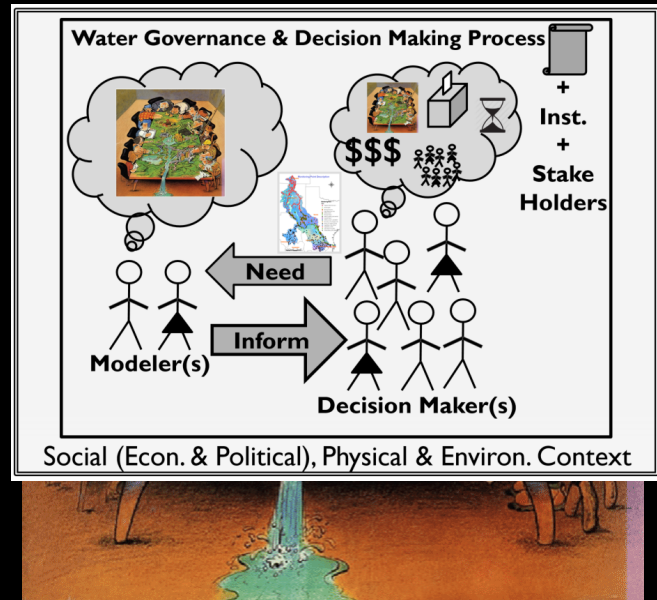 Water Governance & Decision Making Process
+
Inst.
+
Stake
Holders
$$$
Need
Inform
Modeler(s)
Decision Maker(s)
Social (Econ. & Political), Physical & Environ. Context